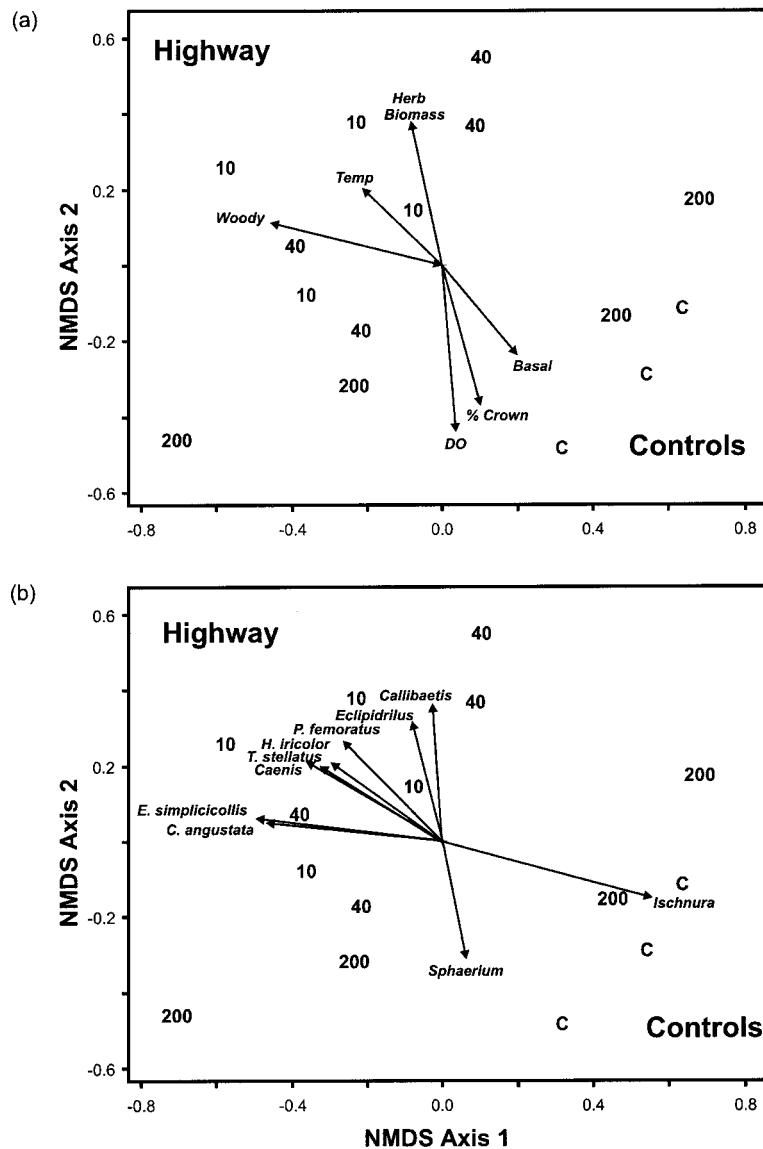 (a)
Highway
0.6
40
Herb
Biomass
10
40
Temp
10
0.2
200
Woody
10
40
NMDS Axis 2
10
C
200
40
-0.2
Basal
C
200
% Crown
200
DO
C
Controls
-0.6
-0.8
-0.4
0.0
0.4
0.8
(b)
Highway
0.6
40
Callibaetis
10
40
Eclipidrilus
P. femoratus
10
H. iricolor
T. stellatus
0.2
Caenis
200
10
E. simplicicollis
40
C. angustata
NMDS Axis 2
10
C
200
Ischnura
40
-0.2
C
200
Sphaerium
200
C
Controls
-0.6
-0.8
-0.4
0.0
0.4
0.8
NMDS Axis 1